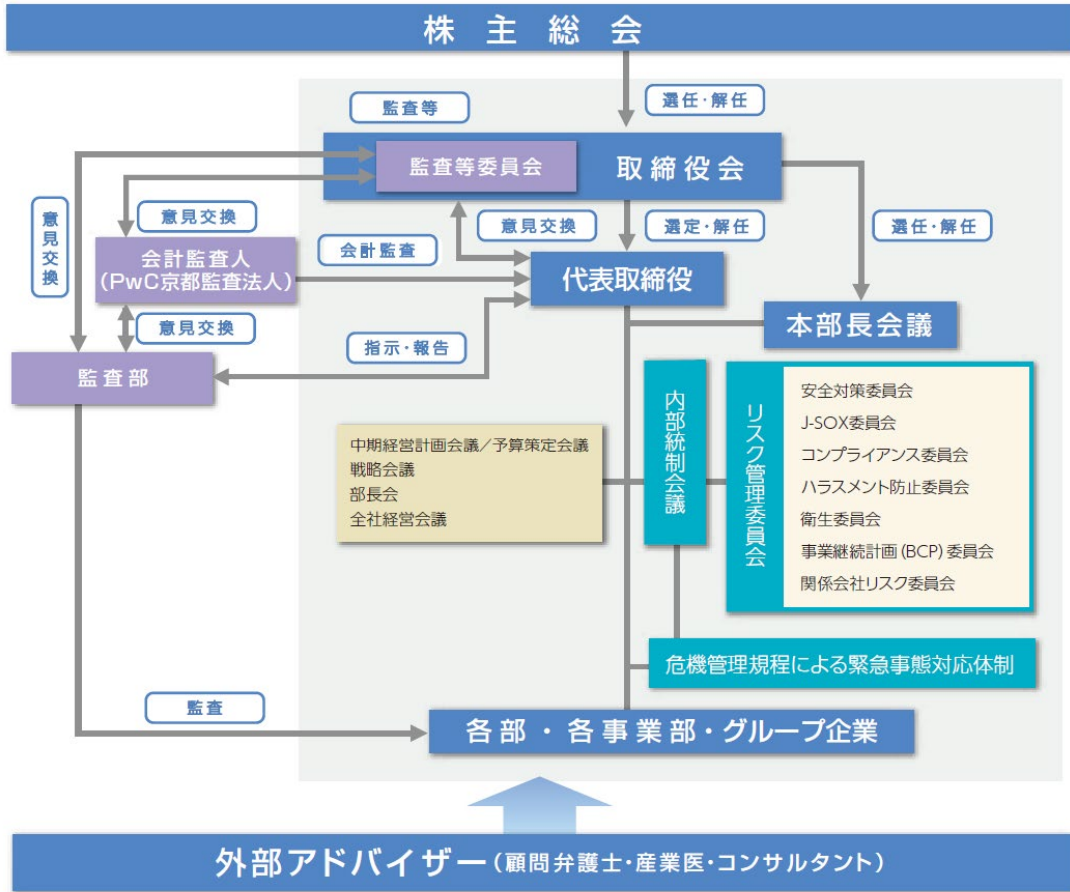 株主総会
監査等
選任・解任
監査等委員会
取締役会
意見交換
意見交換
意見交換
選定・解任
選任・解任
会計監査
会計監査人
(PwC京都監査法人)
代表取締役
本部長会議
意見交換
指示・報告
監査部
内部統制会議
リスク管理委員会
安全対策委員会
J-SOX委員会
コンプライアンス委員会
ハラスメント防止委員会
衛生委員会
事業継続計画(BCP)委員会
関係会社リスク委員会
中期経営計画会議/予算策定会議
戦略会議
部長会
全社経営会議
危機管理規程による緊急事態対応体制
監査
各部・各事業部・グループ企業
外部アドバイザー(顧問弁護士・産業医・コンサルタント)